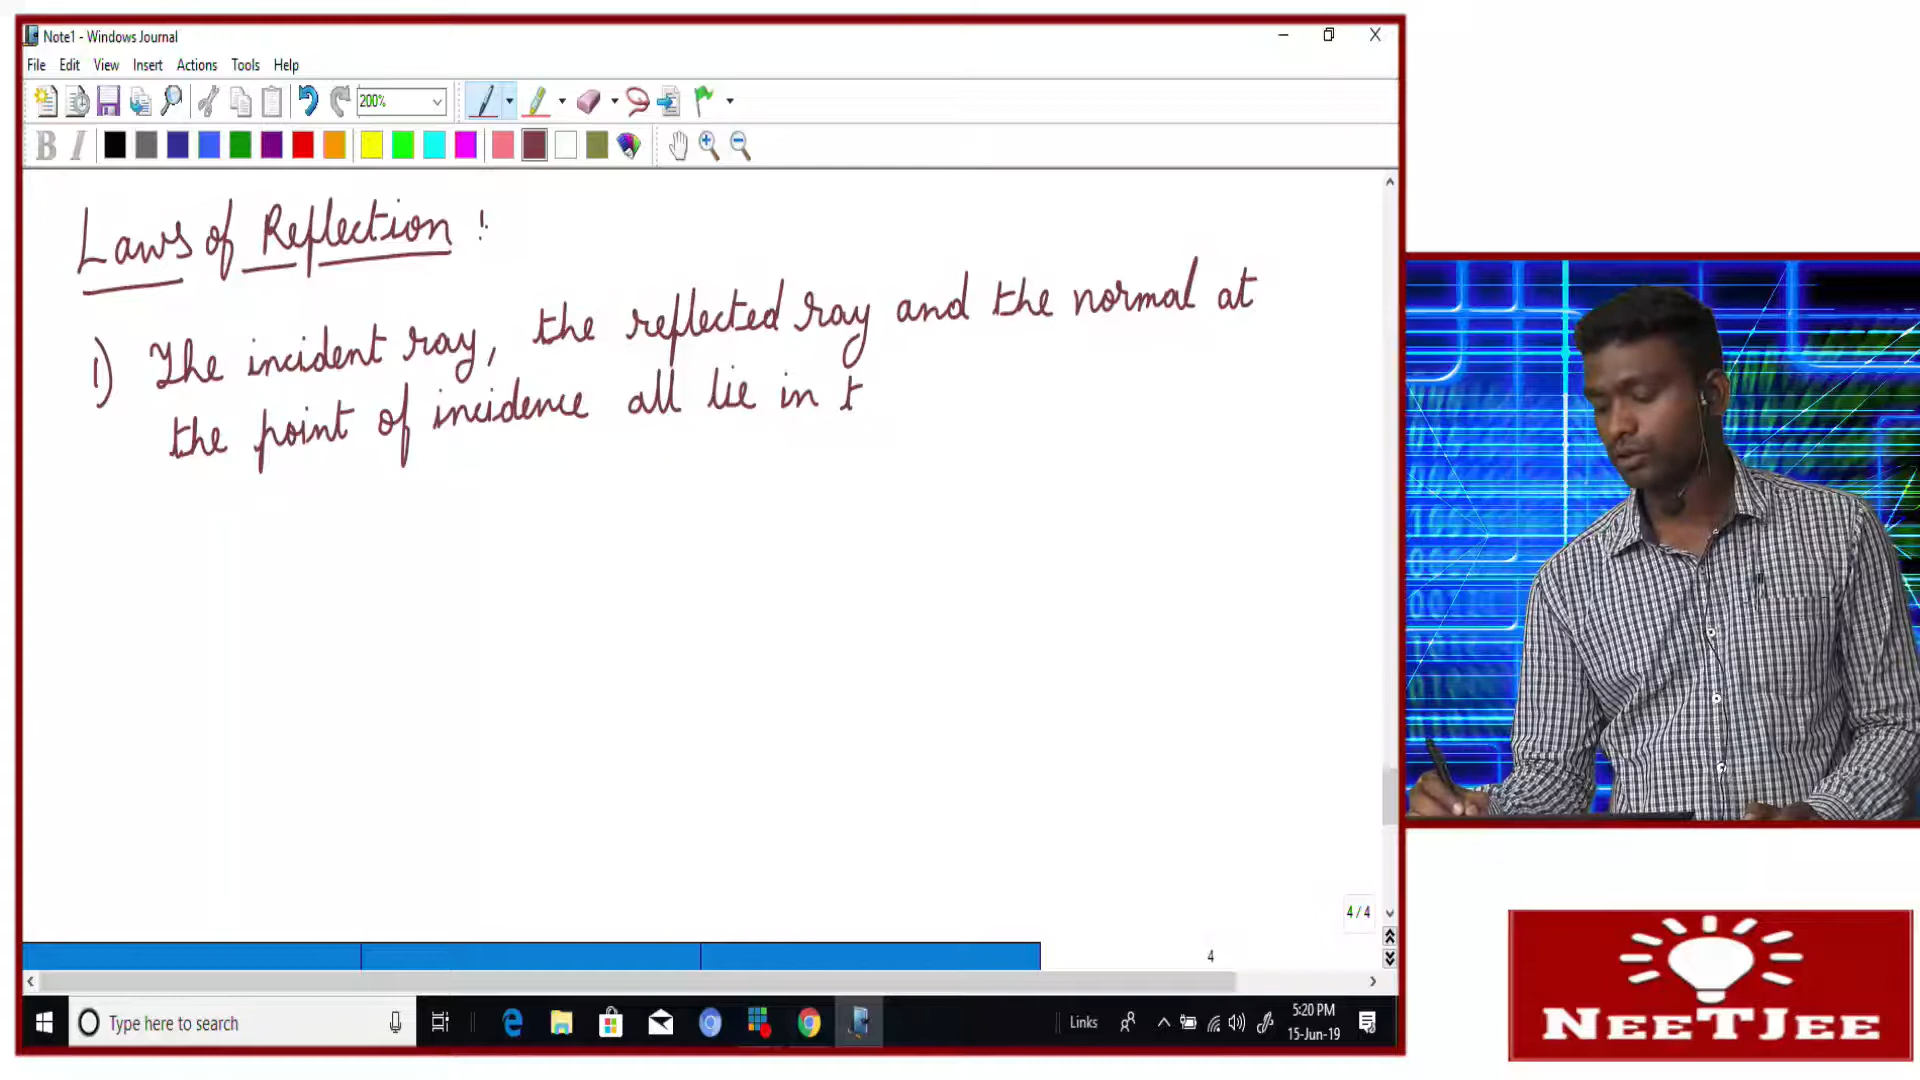 Note1 - Windows Journal
File Edit View Insert Actions Tools Help
200%
B I
Laws of Reflection :
1) The incident ray, the reflected ray and the normal at
the point of incidence all lie in t
4 / 4
4
Type here to search
Links
5:20 PM
15-Jun-19
NEETJEE